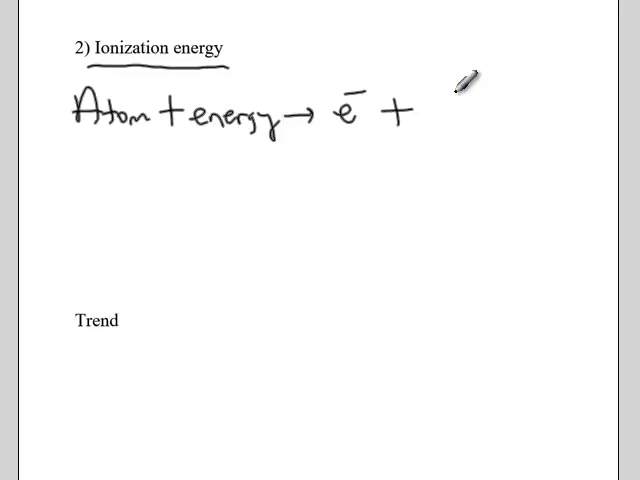 2) Ionization energy
Atom + energy → e⁻ +
Trend